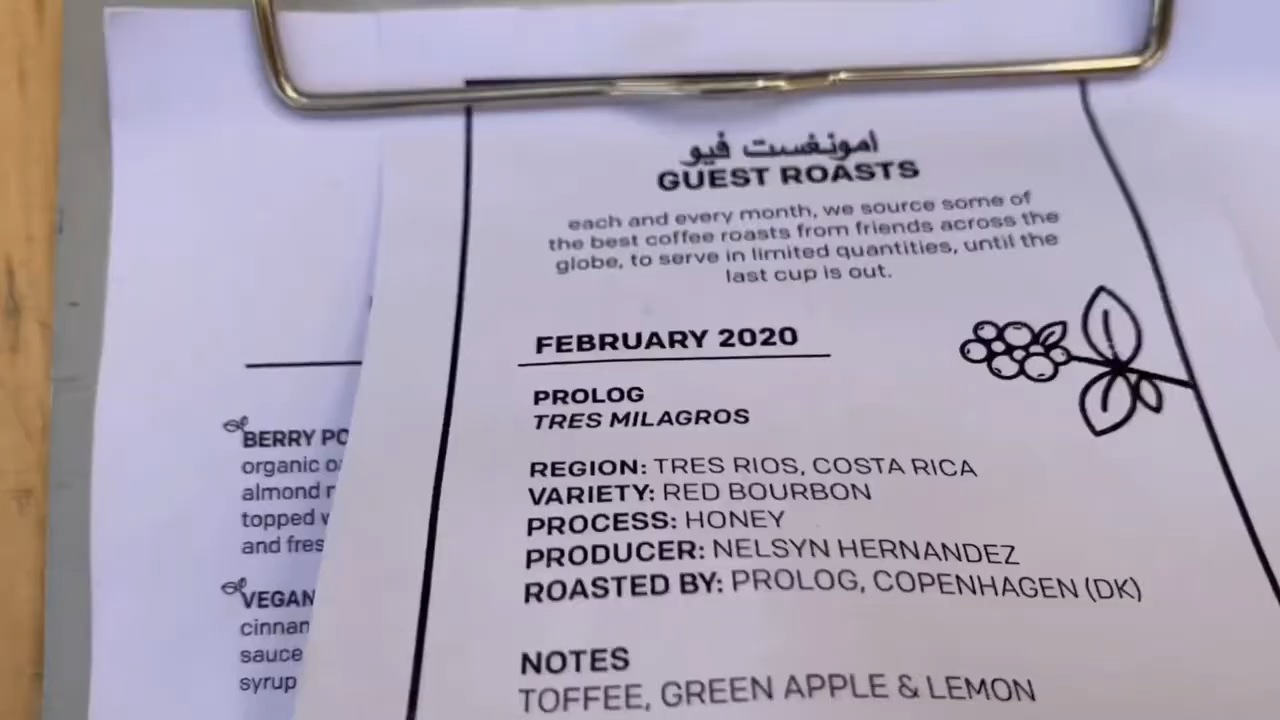 امونغست فيو
GUEST ROASTS
each and every month, we source some of
the best coffee roasts from friends across the
globe, to serve in limited quantities, until the
last cup is out.
FEBRUARY 2020
PROLOG
TRES MILAGROS
REGION: TRES RIOS, COSTA RICA
VARIETY: RED BOURBON
PROCESS: HONEY
PRODUCER: NELSYN HERNANDEZ
ROASTED BY: PROLOG, COPENHAGEN (DK)
NOTES
TOFFEE, GREEN APPLE & LEMON
BERRY
organic
almond
topped
and
VEGAN
sauce
syrup